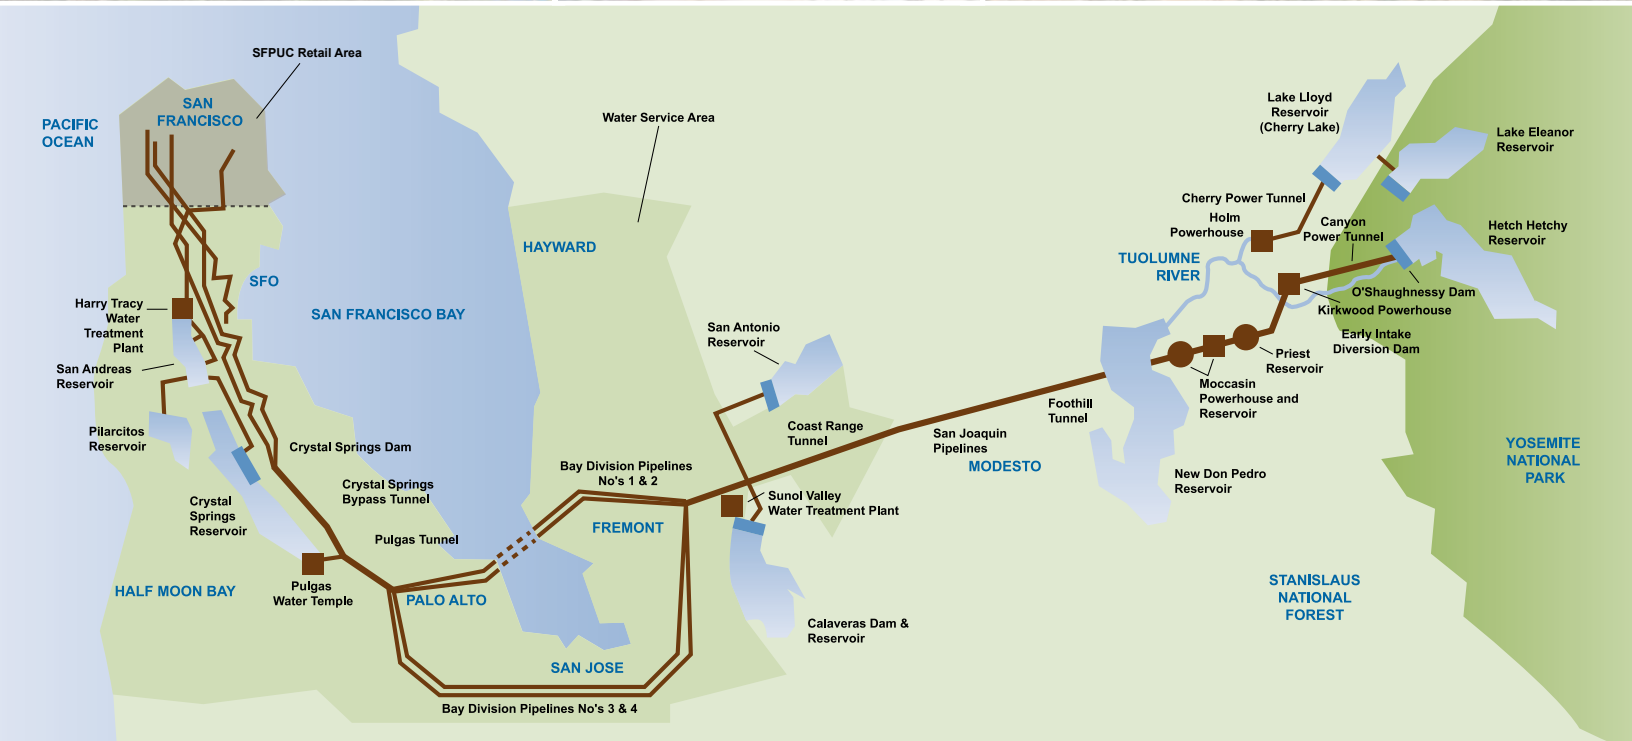 SFPUC Retail Area
SAN
FRANCISCO
PACIFIC
OCEAN
Water Service Area
Lake Lloyd
Reservoir
(Cherry Lake)
Lake Eleanor
Reservoir
Cherry Power Tunnel
Holm
Powerhouse
Canyon
Power Tunnel
Hetch Hetchy
Reservoir
HAYWARD
TUOLUMNE
RIVER
SFO
O'Shaughnessy Dam
Kirkwood Powerhouse
Harry Tracy
Water
Treatment
Plant
SAN FRANCISCO BAY
San Antonio
Reservoir
Early Intake
Diversion Dam
Priest
Reservoir
San Andreas
Reservoir
Moccasin
Powerhouse and
Reservoir
Foothill
Tunnel
Pilarcitos
Reservoir
Crystal Springs Dam
Coast Range
Tunnel
San Joaquin
Pipelines
MODESTO
YOSEMITE
NATIONAL
PARK
Bay Division Pipelines
No's 1 & 2
Crystal Springs
Bypass Tunnel
New Don Pedro
Reservoir
Crystal
Springs
Reservoir
Sunol Valley
Water Treatment Plant
FREMONT
Pulgas Tunnel
HALF MOON BAY
Pulgas
Water Temple
PALO ALTO
STANISLAUS
NATIONAL
FOREST
Calaveras Dam &
Reservoir
SAN JOSE
Bay Division Pipelines No's 3 & 4